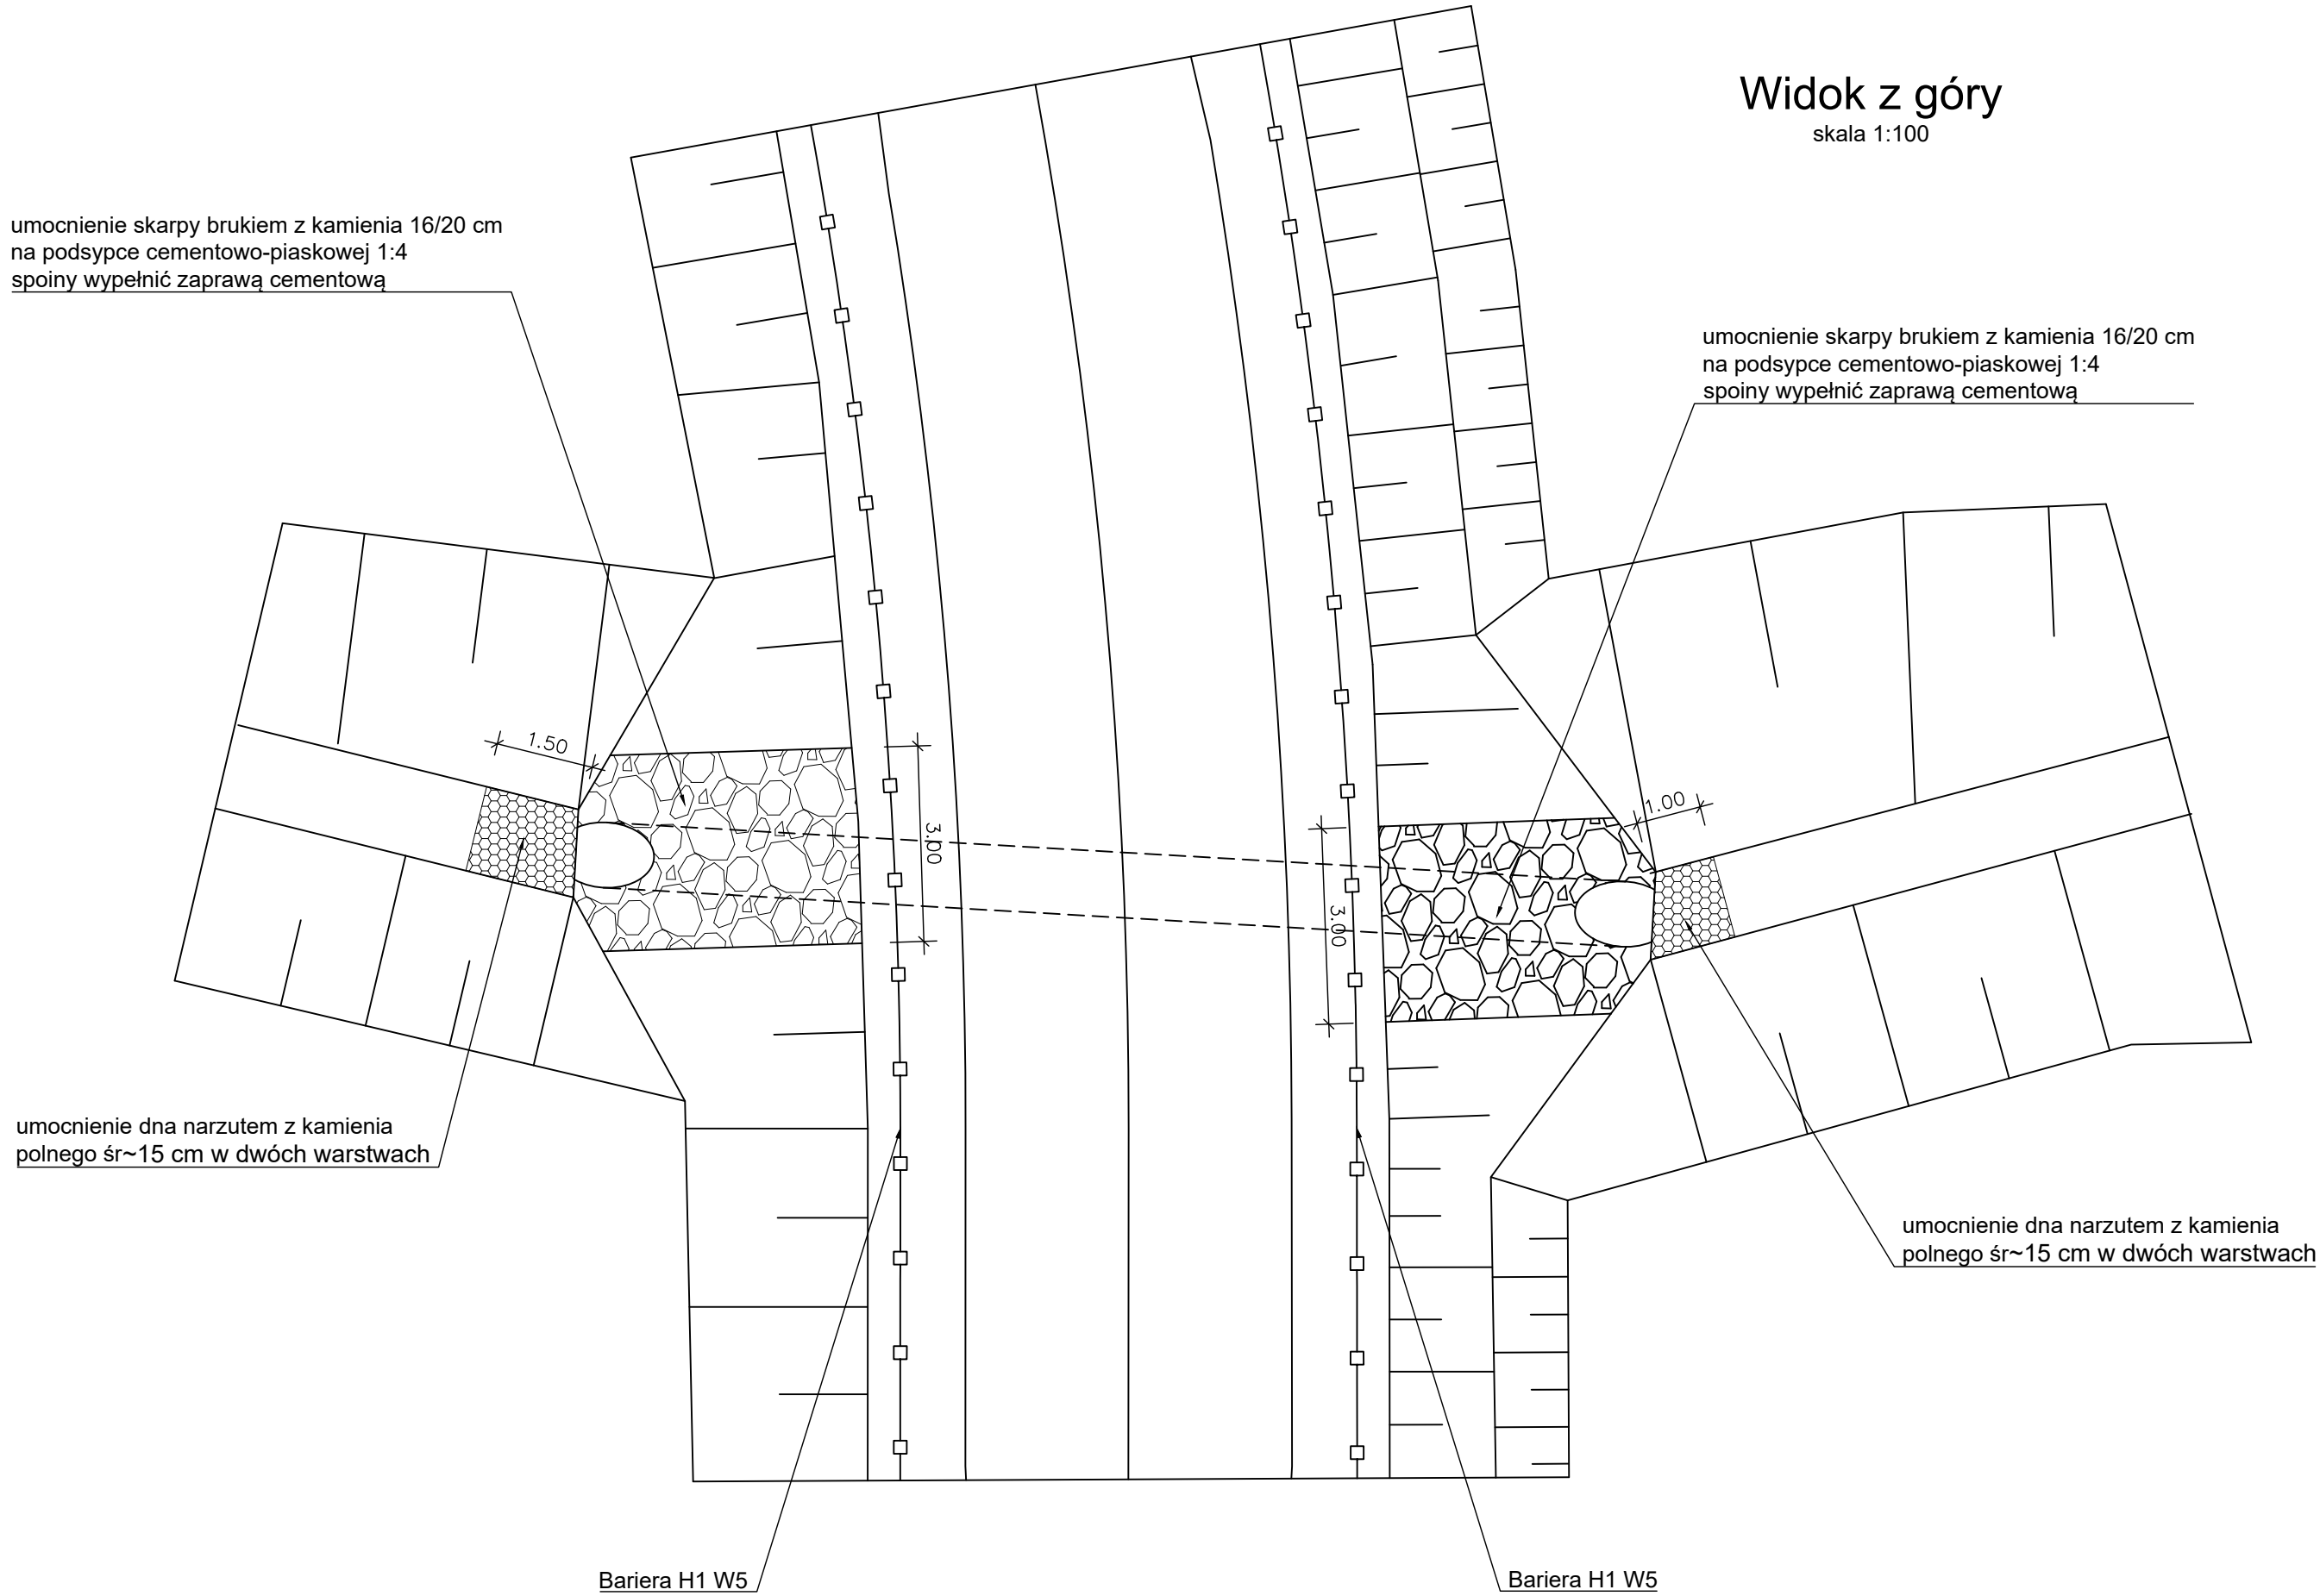 Widok z góry
skala 1:100
umocnienie skarpy brukiem z kamienia 16/20 cm
na podsypce cementowo-piaskowej 1:4
spoiny wypełnić zaprawą cementową
umocnienie skarpy brukiem z kamienia 16/20 cm
na podsypce cementowo-piaskowej 1:4
spoiny wypełnić zaprawą cementową
1.50
1.00
3.00
3.00
umocnienie dna narzutem z kamienia
polnego śr~15 cm w dwóch warstwach
umocnienie dna narzutem z kamienia
polnego śr~15 cm w dwóch warstwach
Bariera H1 W5
Bariera H1 W5